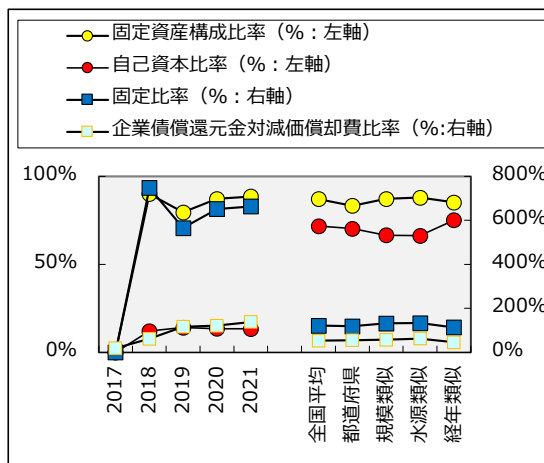 固定資産構成比率（％：左軸）
自己資本比率（％：左軸）
固定比率（％：右軸）
企業債償還元金対減価償却費比率（％:右軸）
100%
50%
0%
800%
600%
400%
200%
0%
2017
2018
2019
2020
2021
全国平均
都道府県
規模類似
水源類似
経年類似